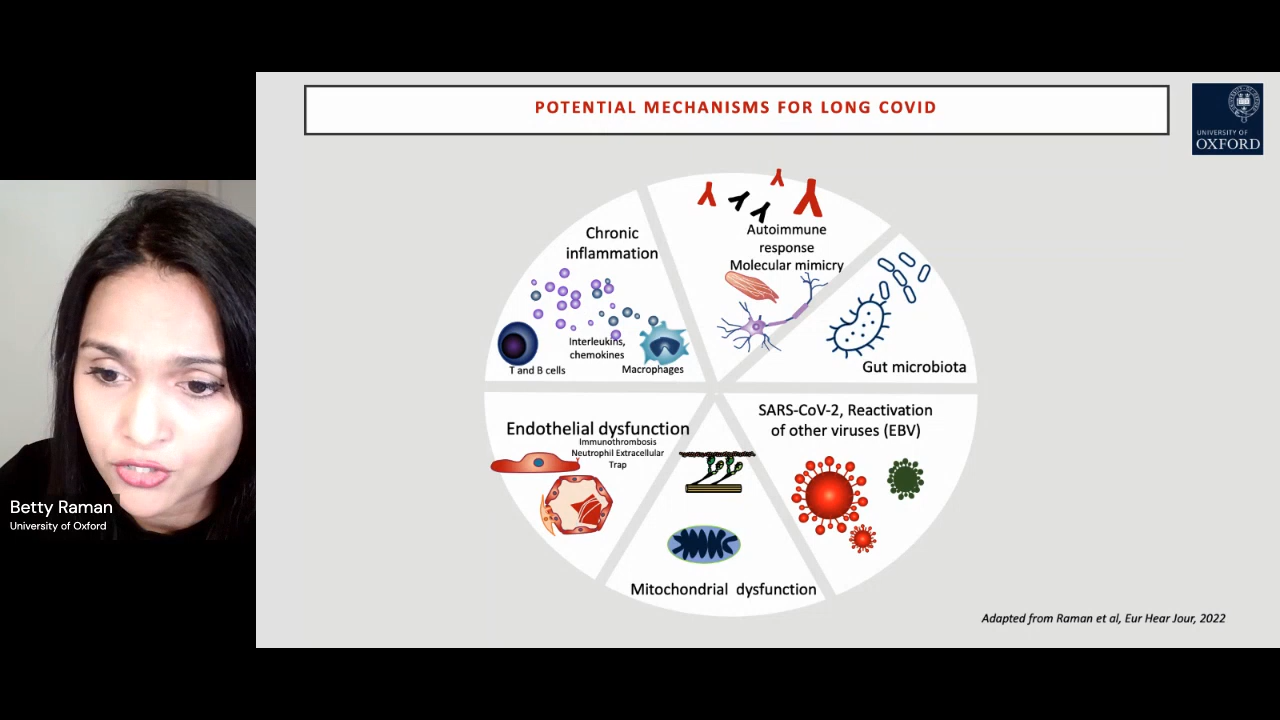 POTENTIAL MECHANISMS FOR LONG COVID
UNIVERSITY OF
OXFORD
Chronic
inflammation
Interleukins,
chemokines
T and B cells
Macrophages
Autoimmune
response
Molecular mimicry
Gut microbiota
Endothelial dysfunction
Immunothrombosis
Neutrophil Extracellular
Trap
Mitochondrial dysfunction
SARS-CoV-2, Reactivation
of other viruses (EBV)
Adapted from Raman et al, Eur Hear Jour, 2022
Betty Raman
University of Oxford